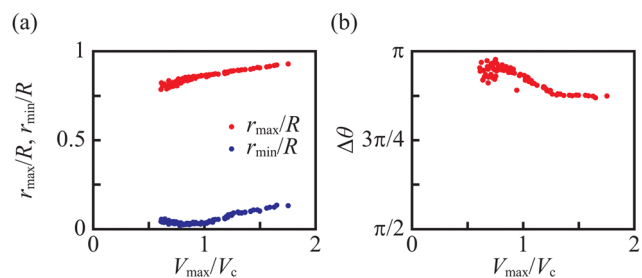 (a)
1
0.5
0
r_max/R, r_min/R
r_max/R
r_min/R
0
1
2
V_max/V_c
(b)
π
3π/4
π/2
Δθ
0
1
2
V_max/V_c